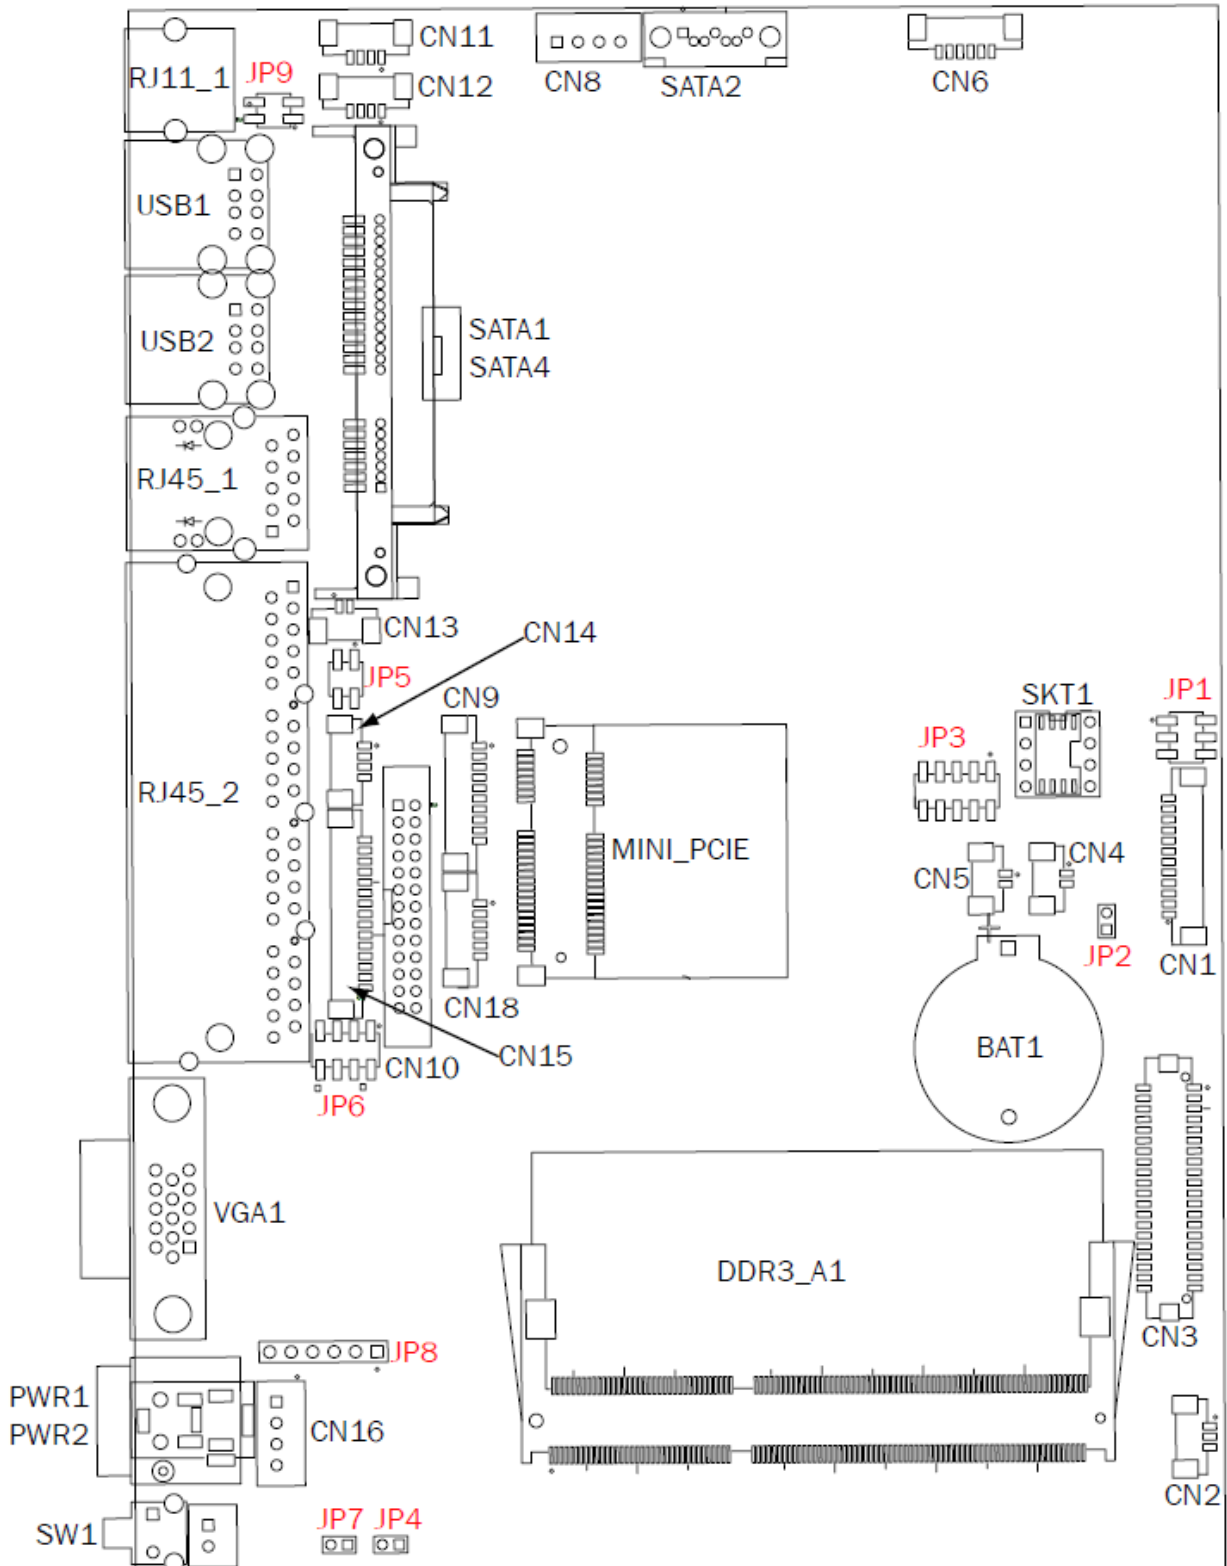 CN11
RJ11_1
JP9
CN12
CN8
SATA2
CN6
USB1
USB2
SATA1
SATA4
RJ45_1
CN13
CN14
JP5
CN9
SKT1
JP1
JP3
RJ45_2
MINI_PCIE
CN5
CN4
JP2
CN1
CN18
CN15
CN10
BAT1
JP6
VGA1
DDR3_A1
CN3
JP8
PWR1
PWR2
CN16
CN2
SW1
JP7
JP4